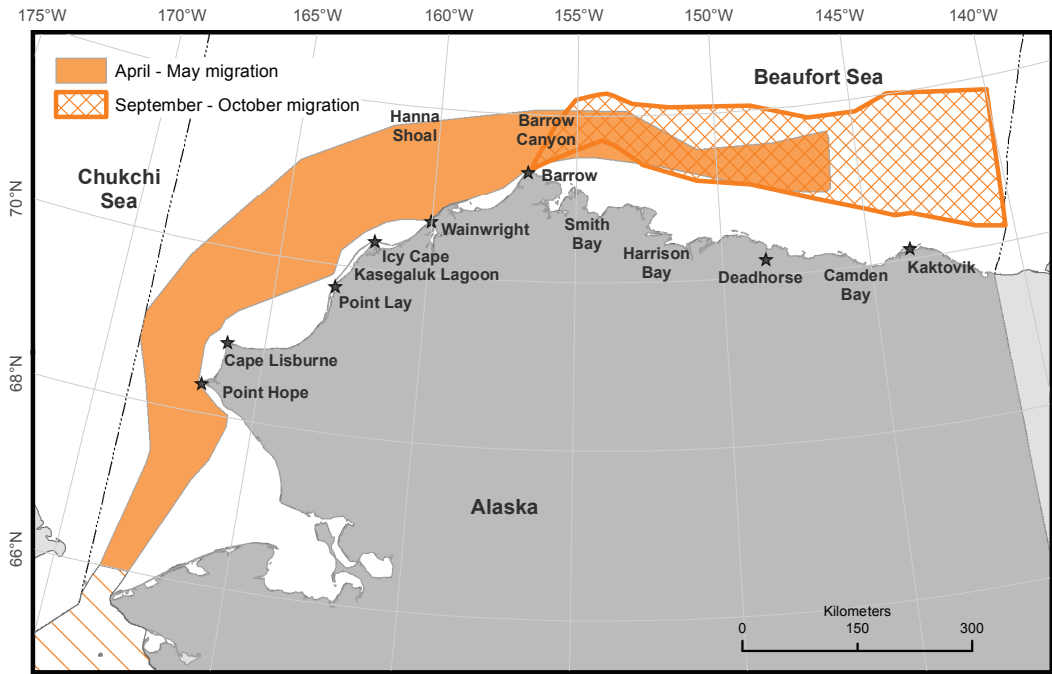 175°W 170°W 165°W 160°W 155°W 150°W 145°W 140°W
April - May migration
September - October migration
Beaufort Sea
Hanna
Shoal
Barrow
Canyon
Chukchi
Sea
Barrow
70°N
Wainwright
Smith
Bay
Icy Cape
Kasegaluk Lagoon
Harrison
Bay
Deadhorse
Camden
Bay
Kaktovik
Point Lay
Cape Lisburne
68°N
Point Hope
Alaska
66°N
Kilometers
0 150 300